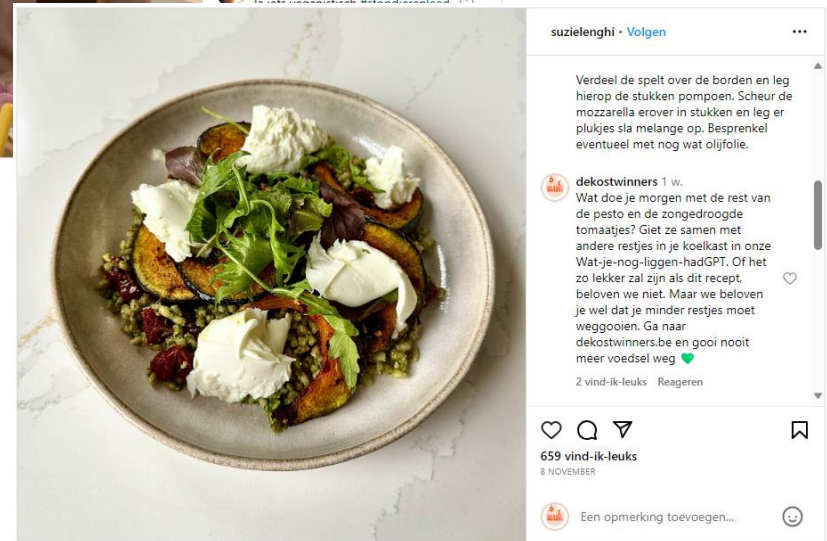 suzielenghi • Volgen
Verdeel de spelt over de borden en leg
hierop de stukken pompoen. Scheur de
mozzarella erover in stukken en leg er
plukjes sla melange op. Besprenkel
eventueel met nog wat olijfolie.
dekostwinners 1 w.
Wat doe je morgen met de rest van
de pesto en de zongedroogde
tomaatjes? Giet ze samen met
andere restjes in je koelkast in onze
Wat-je-nog-liggen-hadGPT. Of het
zo lekker zal zijn als dit recept,
beloven we niet. Maar we beloven
je wel dat je minder restjes moet
weggooien. Ga naar
dekostwinners.be en gooi nooit
meer voedsel weg 💚
2 vind-ik-leuks Reageren
659 vind-ik-leuks
8 NOVEMBER
Een opmerking toevoegen...